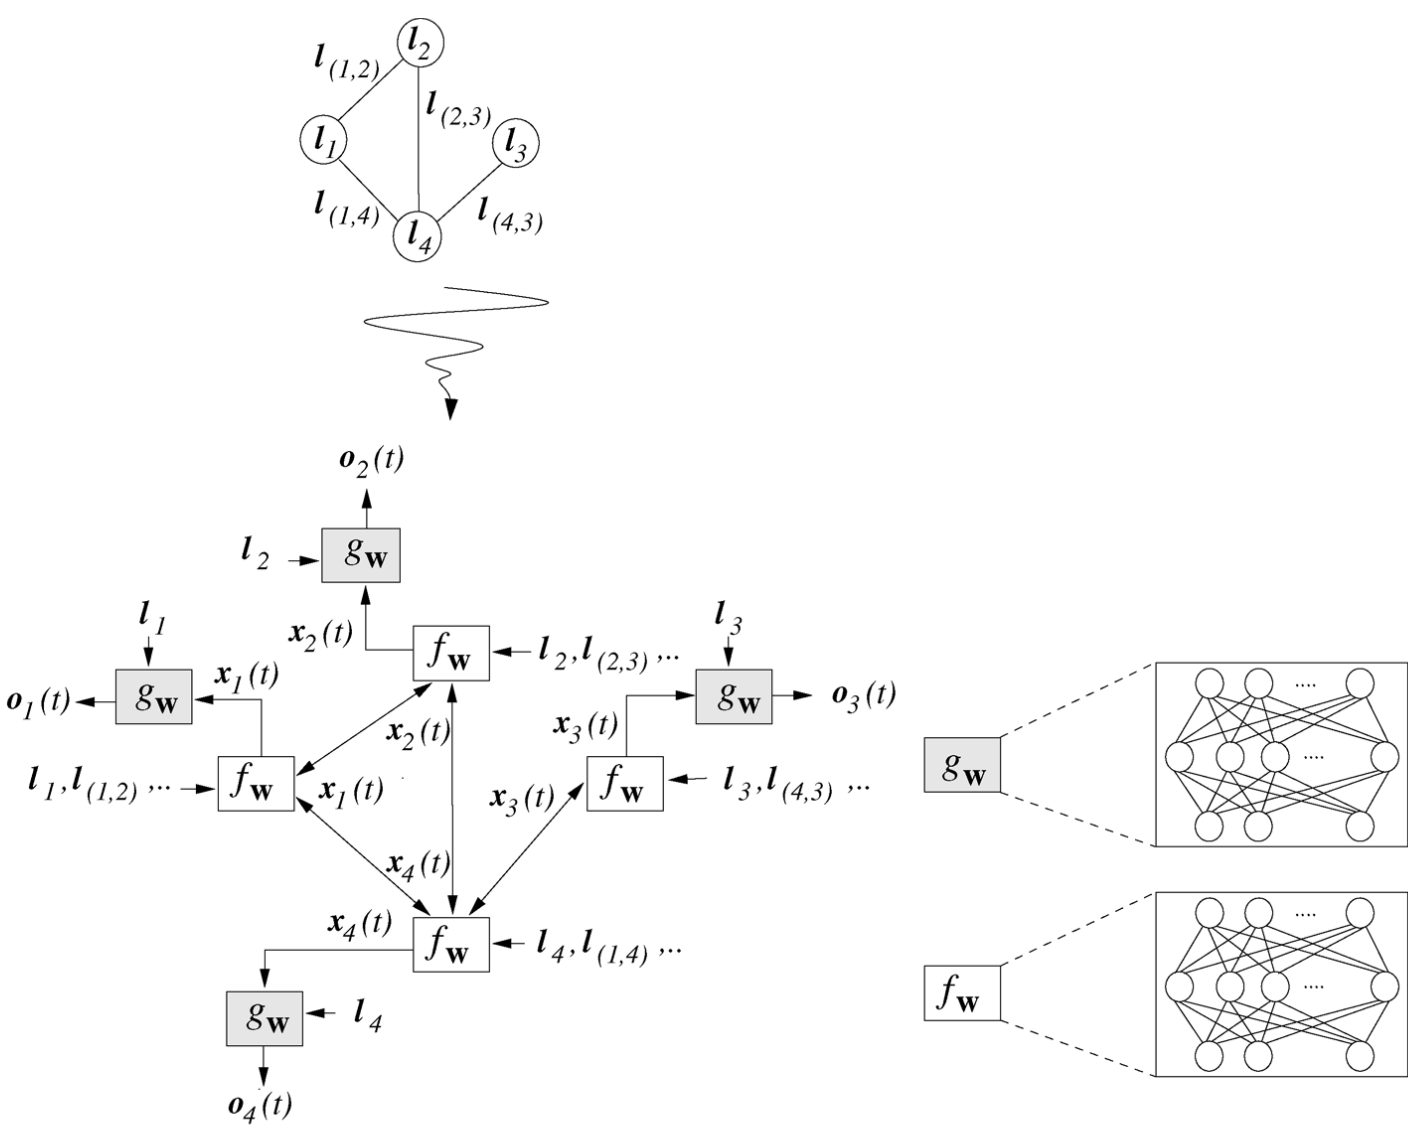 l_2
l_(1,2)
l_(2,3)
l_1
l_3
l_(1,4)
l_(4,3)
l_4
o_2(t)
l_2
g_w
l_1
x_2(t)
f_w
l_2,l_(2,3) ,..
l_3
o_1(t)
g_w
x_1(t)
g_w
o_3(t)
x_2(t)
x_3(t)
l_1,l_(1,2) ,..
f_w
x_1(t)
x_3(t)
f_w
l_3,l_(4,3) ,..
g_w
....
....
x_4(t)
x_4(t)
f_w
l_4,l_(1,4) ,..
f_w
....
....
g_w
l_4
o_4(t)